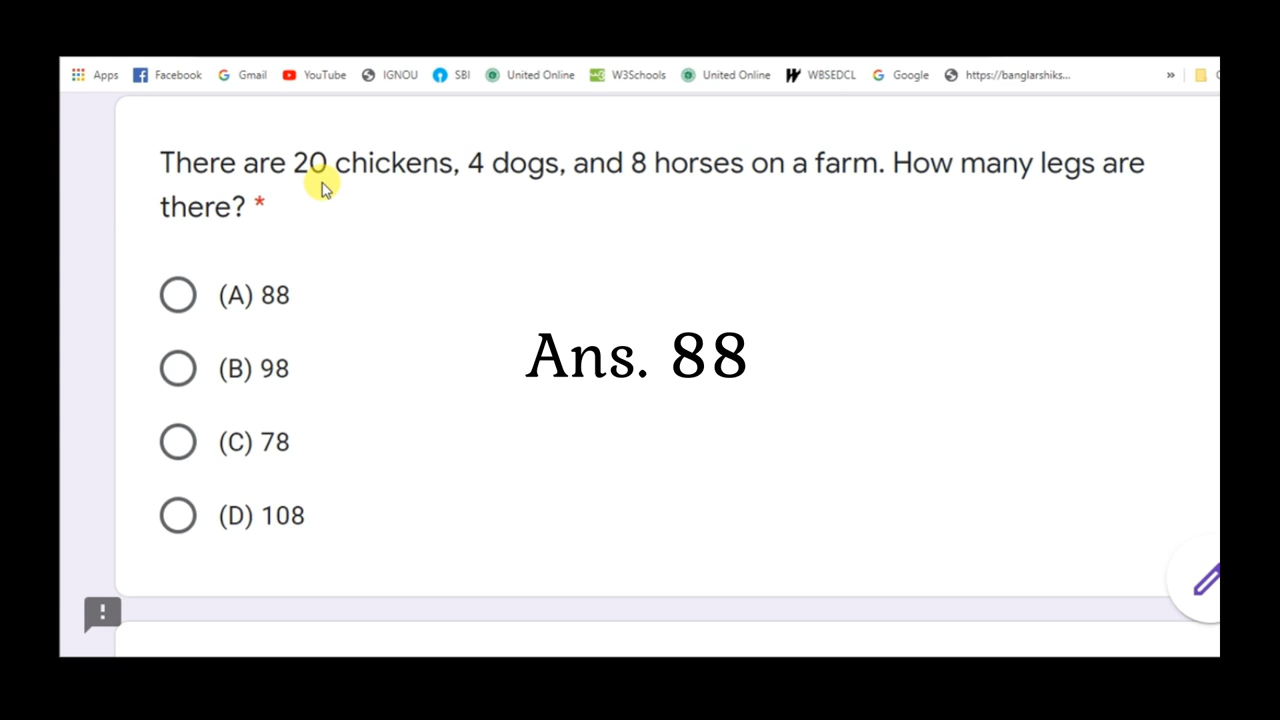 Apps Facebook Gmail YouTube IGNOU SBI United Online W3Schools United Online WBSEDCL Google https://banglarshiks... »
There are 20 chickens, 4 dogs, and 8 horses on a farm. How many legs are
there? *
(A) 88
Ans. 88
(B) 98
(C) 78
(D) 108